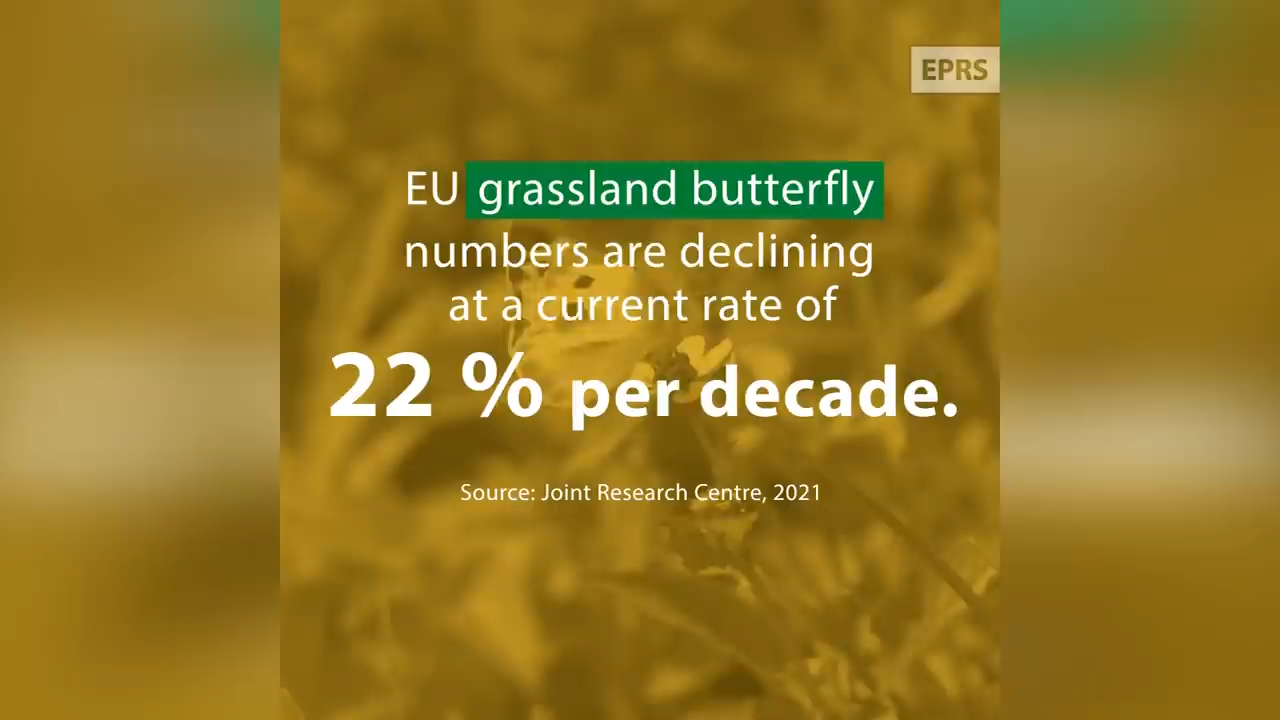 EPRS
EU grassland butterfly
numbers are declining
at a current rate of
22 % per decade.
Source: Joint Research Centre, 2021